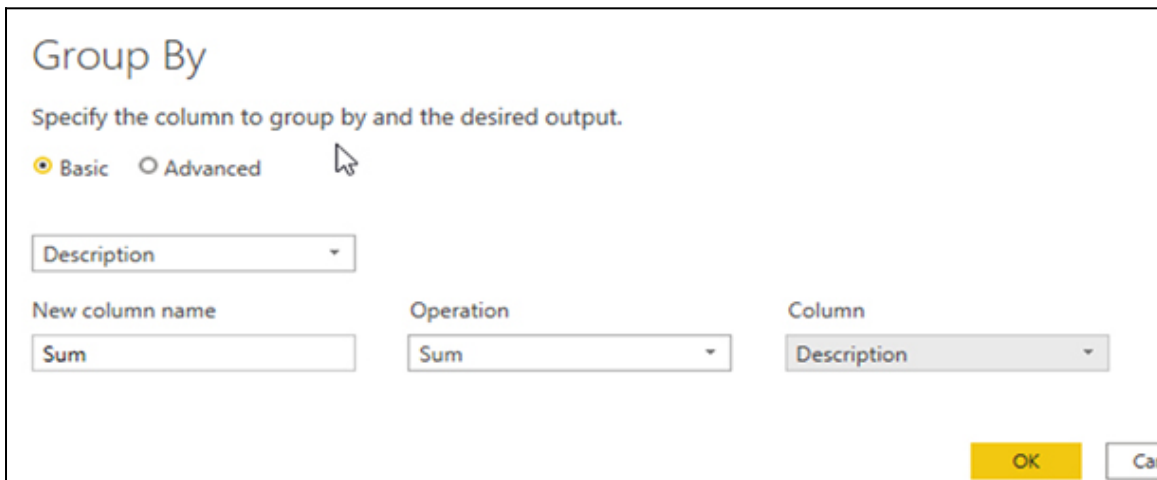 Group By
Specify the column to group by and the desired output.
Basic Advanced
Description
New column name Operation Column
Sum Sum Description
OK